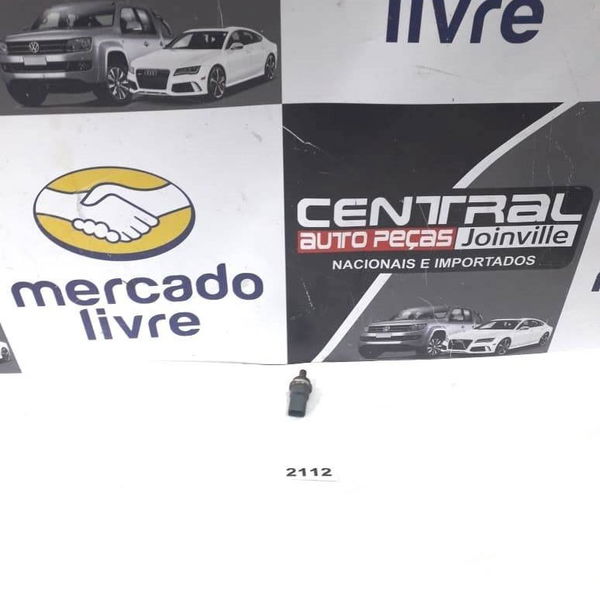 livre
mercado
livre
CENTRAL
AUTO PEÇAS Joinville
NACIONAIS E IMPORTADOS
2112